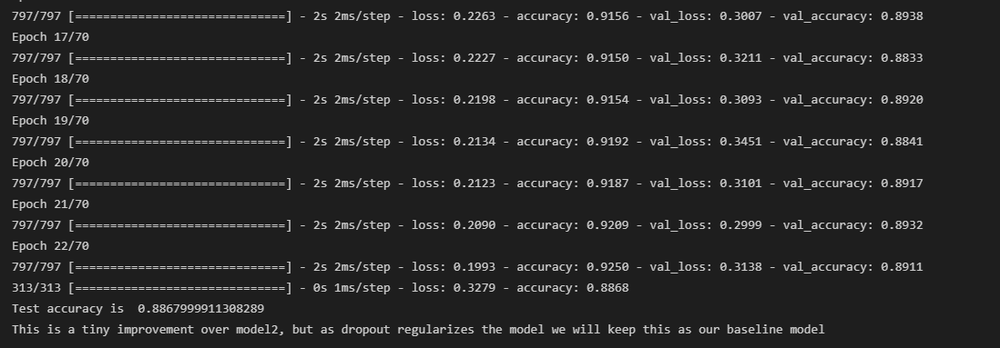 797/797 [==============================] - 2s 2ms/step - loss: 0.2263 - accuracy: 0.9156 - val_loss: 0.3007 - val_accuracy: 0.8938
Epoch 17/70
797/797 [==============================] - 2s 2ms/step - loss: 0.2227 - accuracy: 0.9150 - val_loss: 0.3211 - val_accuracy: 0.8833
Epoch 18/70
797/797 [==============================] - 2s 2ms/step - loss: 0.2198 - accuracy: 0.9154 - val_loss: 0.3093 - val_accuracy: 0.8920
Epoch 19/70
797/797 [==============================] - 2s 2ms/step - loss: 0.2134 - accuracy: 0.9192 - val_loss: 0.3451 - val_accuracy: 0.8841
Epoch 20/70
797/797 [==============================] - 2s 2ms/step - loss: 0.2123 - accuracy: 0.9187 - val_loss: 0.3101 - val_accuracy: 0.8917
Epoch 21/70
797/797 [==============================] - 2s 2ms/step - loss: 0.2090 - accuracy: 0.9209 - val_loss: 0.2999 - val_accuracy: 0.8932
Epoch 22/70
797/797 [==============================] - 2s 2ms/step - loss: 0.1993 - accuracy: 0.9250 - val_loss: 0.3138 - val_accuracy: 0.8911
313/313 [==============================] - 0s 1ms/step - loss: 0.3279 - accuracy: 0.8868
Test accuracy is  0.8867999911308289
This is a tiny improvement over model2, but as dropout regularizes the model we will keep this as our baseline model